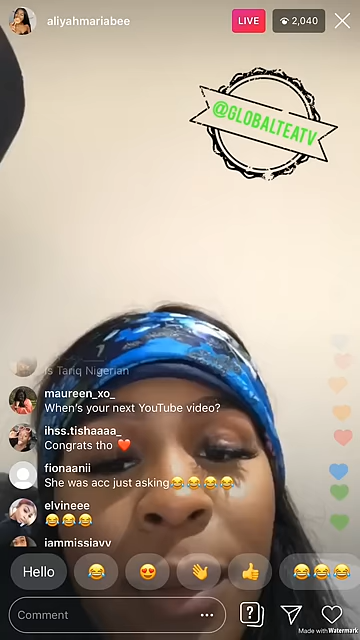 aliyahmariabee
LIVE
2,040
@GLOBALTEATV
Is Tariq Nigerian
maureen_xo_
When's your next YouTube video?
ihss.tishaaaa_
Congrats tho ❤️
fionaanii
She was acc just asking😂😂😂😂
elvineee
😂😂😂
iammissiavv
Hello 😂 😍 👋 👍 😂😂😂
Comment
?
Made with Watermark